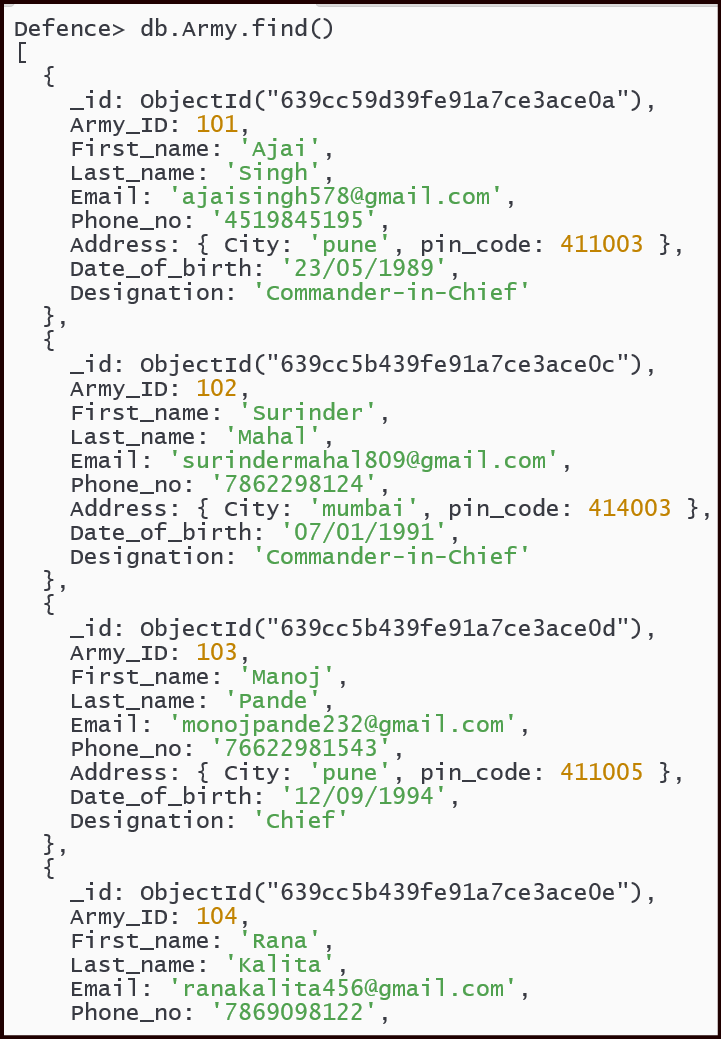 Defence> db.Army.find()
[
  {
    _id: ObjectId("639cc59d39fe91a7ce3ace0a"),
    Army_ID: 101,
    First_name: 'Ajai',
    Last_name: 'Singh',
    Email: 'ajaisingh578@gmail.com',
    Phone_no: '4519845195',
    Address: { City: 'pune', pin_code: 411003 },
    Date_of_birth: '23/05/1989',
    Designation: 'Commander-in-Chief'
  },
  {
    _id: ObjectId("639cc5b439fe91a7ce3ace0c"),
    Army_ID: 102,
    First_name: 'Surinder',
    Last_name: 'Mahal',
    Email: 'surindermahal809@gmail.com',
    Phone_no: '7862298124',
    Address: { City: 'mumbai', pin_code: 414003 },
    Date_of_birth: '07/01/1991',
    Designation: 'Commander-in-Chief'
  },
  {
    _id: ObjectId("639cc5b439fe91a7ce3ace0d"),
    Army_ID: 103,
    First_name: 'Manoj',
    Last_name: 'Pande',
    Email: 'monojpande232@gmail.com',
    Phone_no: '76622981543',
    Address: { City: 'pune', pin_code: 411005 },
    Date_of_birth: '12/09/1994',
    Designation: 'Chief'
  },
  {
    _id: ObjectId("639cc5b439fe91a7ce3ace0e"),
    Army_ID: 104,
    First_name: 'Rana',
    Last_name: 'Kalita',
    Email: 'ranakalita456@gmail.com',
    Phone_no: '7869098122',